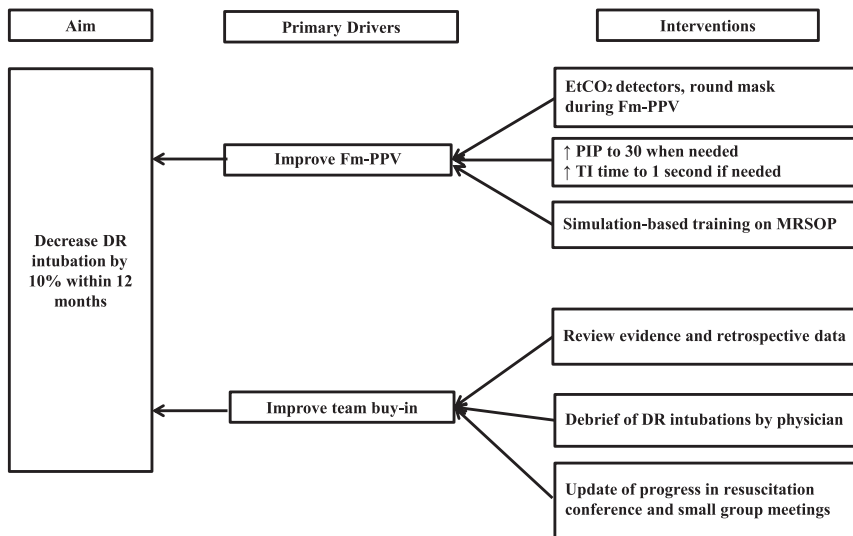 Aim
Primary Drivers
Interventions
EtCO₂ detectors, round mask
during Fm-PPV
Improve Fm-PPV
↑ PIP to 30 when needed
↑ TI time to 1 second if needed
Simulation-based training on MRSOP
Decrease DR
intubation by
10% within 12
months
Review evidence and retrospective data
Improve team buy-in
Debrief of DR intubations by physician
Update of progress in resuscitation
conference and small group meetings